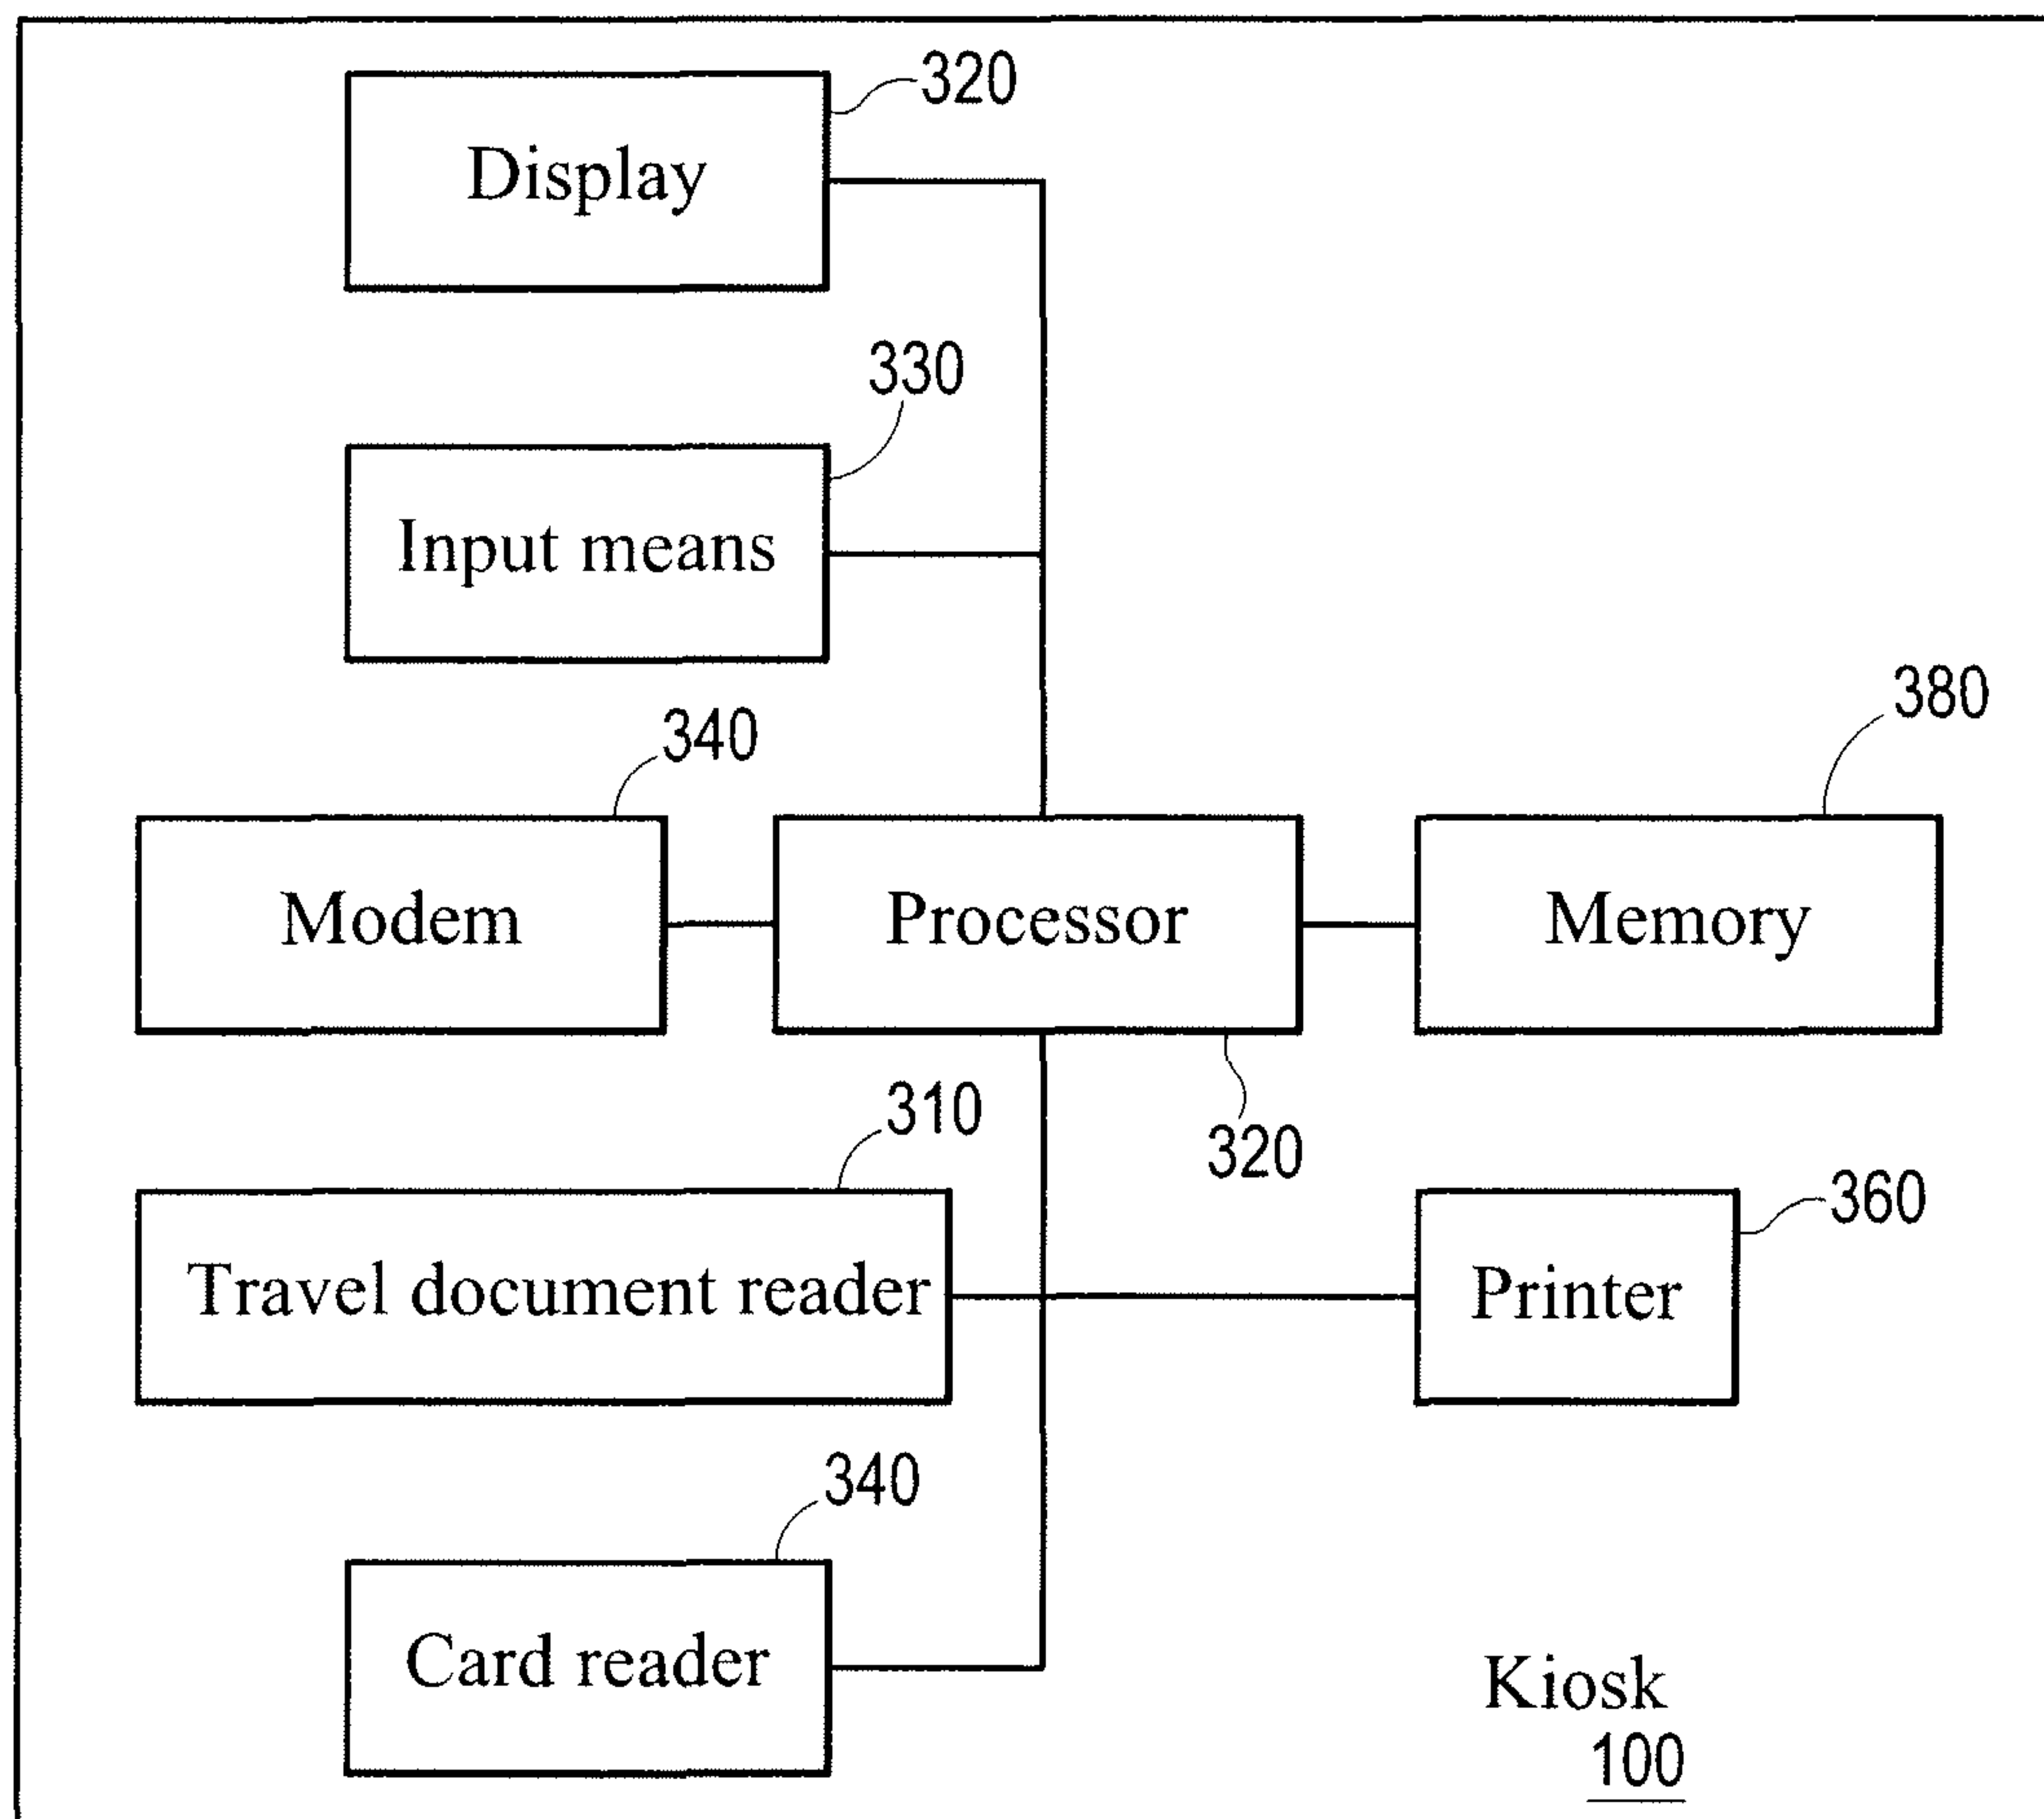 320
Display
330
Input means
340
380
Modem
Processor
Memory
310
320
360
Travel document reader
Printer
340
Card reader
Kiosk
100